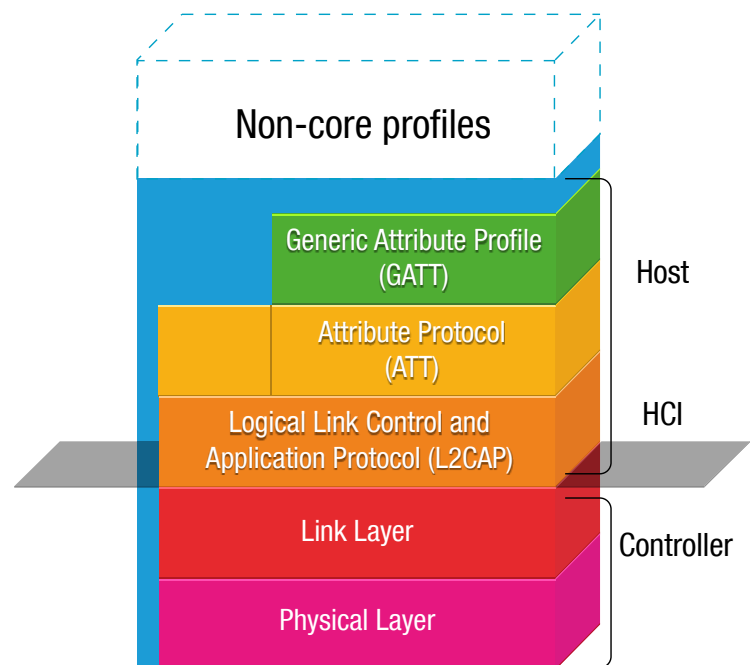 Non-core profiles
Generic Attribute Profile
(GATT)
Host
Attribute Protocol
(ATT)
HCI
Logical Link Control and
Application Protocol (L2CAP)
Link Layer
Controller
Physical Layer